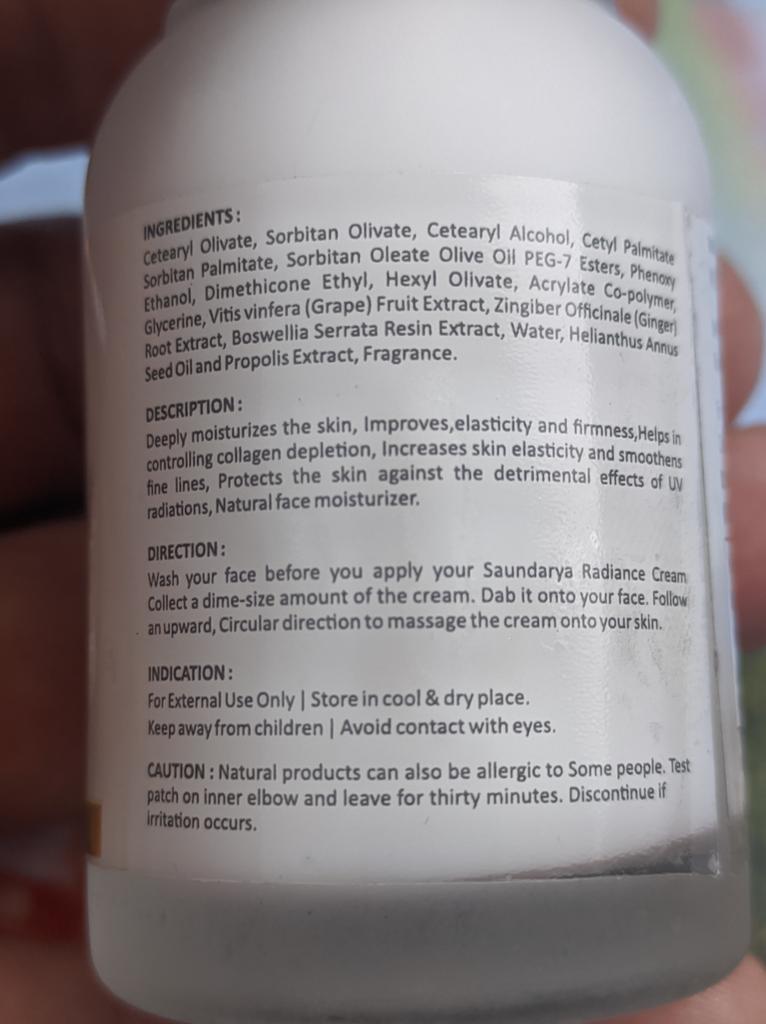 INGREDIENTS :
Cetearyl Olivate, Sorbitan Olivate, Cetearyl Alcohol, Cetyl Palmitate
Sorbitan Palmitate, Sorbitan Oleate Olive Oil PEG-7 Esters, Phenoxy
Ethanol, Dimethicone Ethyl, Hexyl Olivate, Acrylate Co-polymer,
Glycerine, Vitis vinfera (Grape) Fruit Extract, Zingiber Officinale (Ginger)
Root Extract, Boswellia Serrata Resin Extract, Water, Helianthus Annus
Seed Oil and Propolis Extract, Fragrance.
DESCRIPTION :
Deeply moisturizes the skin, Improves,elasticity and firmness,Helps in
controlling collagen depletion, Increases skin elasticity and smoothens
fine lines, Protects the skin against the detrimental effects of UV
radiations, Natural face moisturizer.
DIRECTION :
Wash your face before you apply your Saundarya Radiance Cream
Collect a dime-size amount of the cream. Dab it onto your face. Follow
an upward, Circular direction to massage the cream onto your skin.
INDICATION :
For External Use Only | Store in cool & dry place.
Keep away from children | Avoid contact with eyes.
CAUTION : Natural products can also be allergic to Some people. Test
patch on inner elbow and leave for thirty minutes. Discontinue if
irritation occurs.